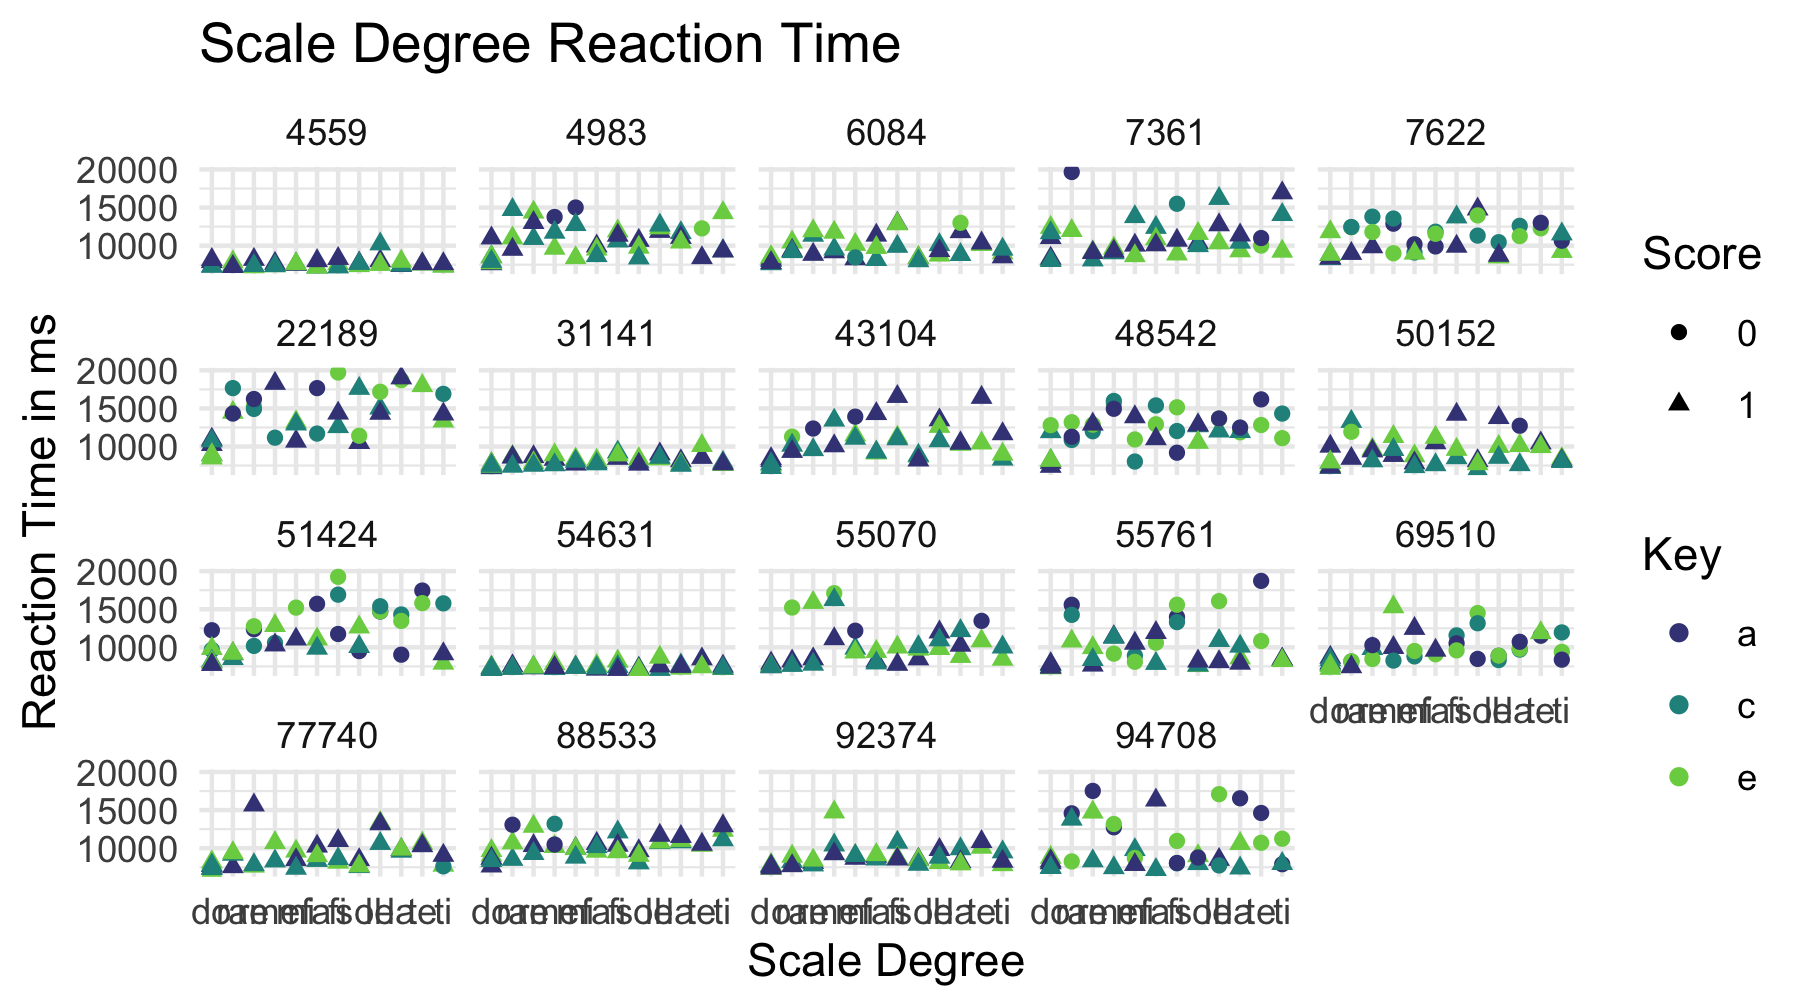 Scale Degree Reaction Time
4559 4983 6084 7361 7622
20000
15000
10000
22189 31141 43104 48542 50152
20000
15000
10000
51424 54631 55070 55761 69510
20000
15000
10000
77740 88533 92374 94708
20000
15000
10000
Scale Degree
Reaction Time in ms
Score
0
1
Key
a
c
e